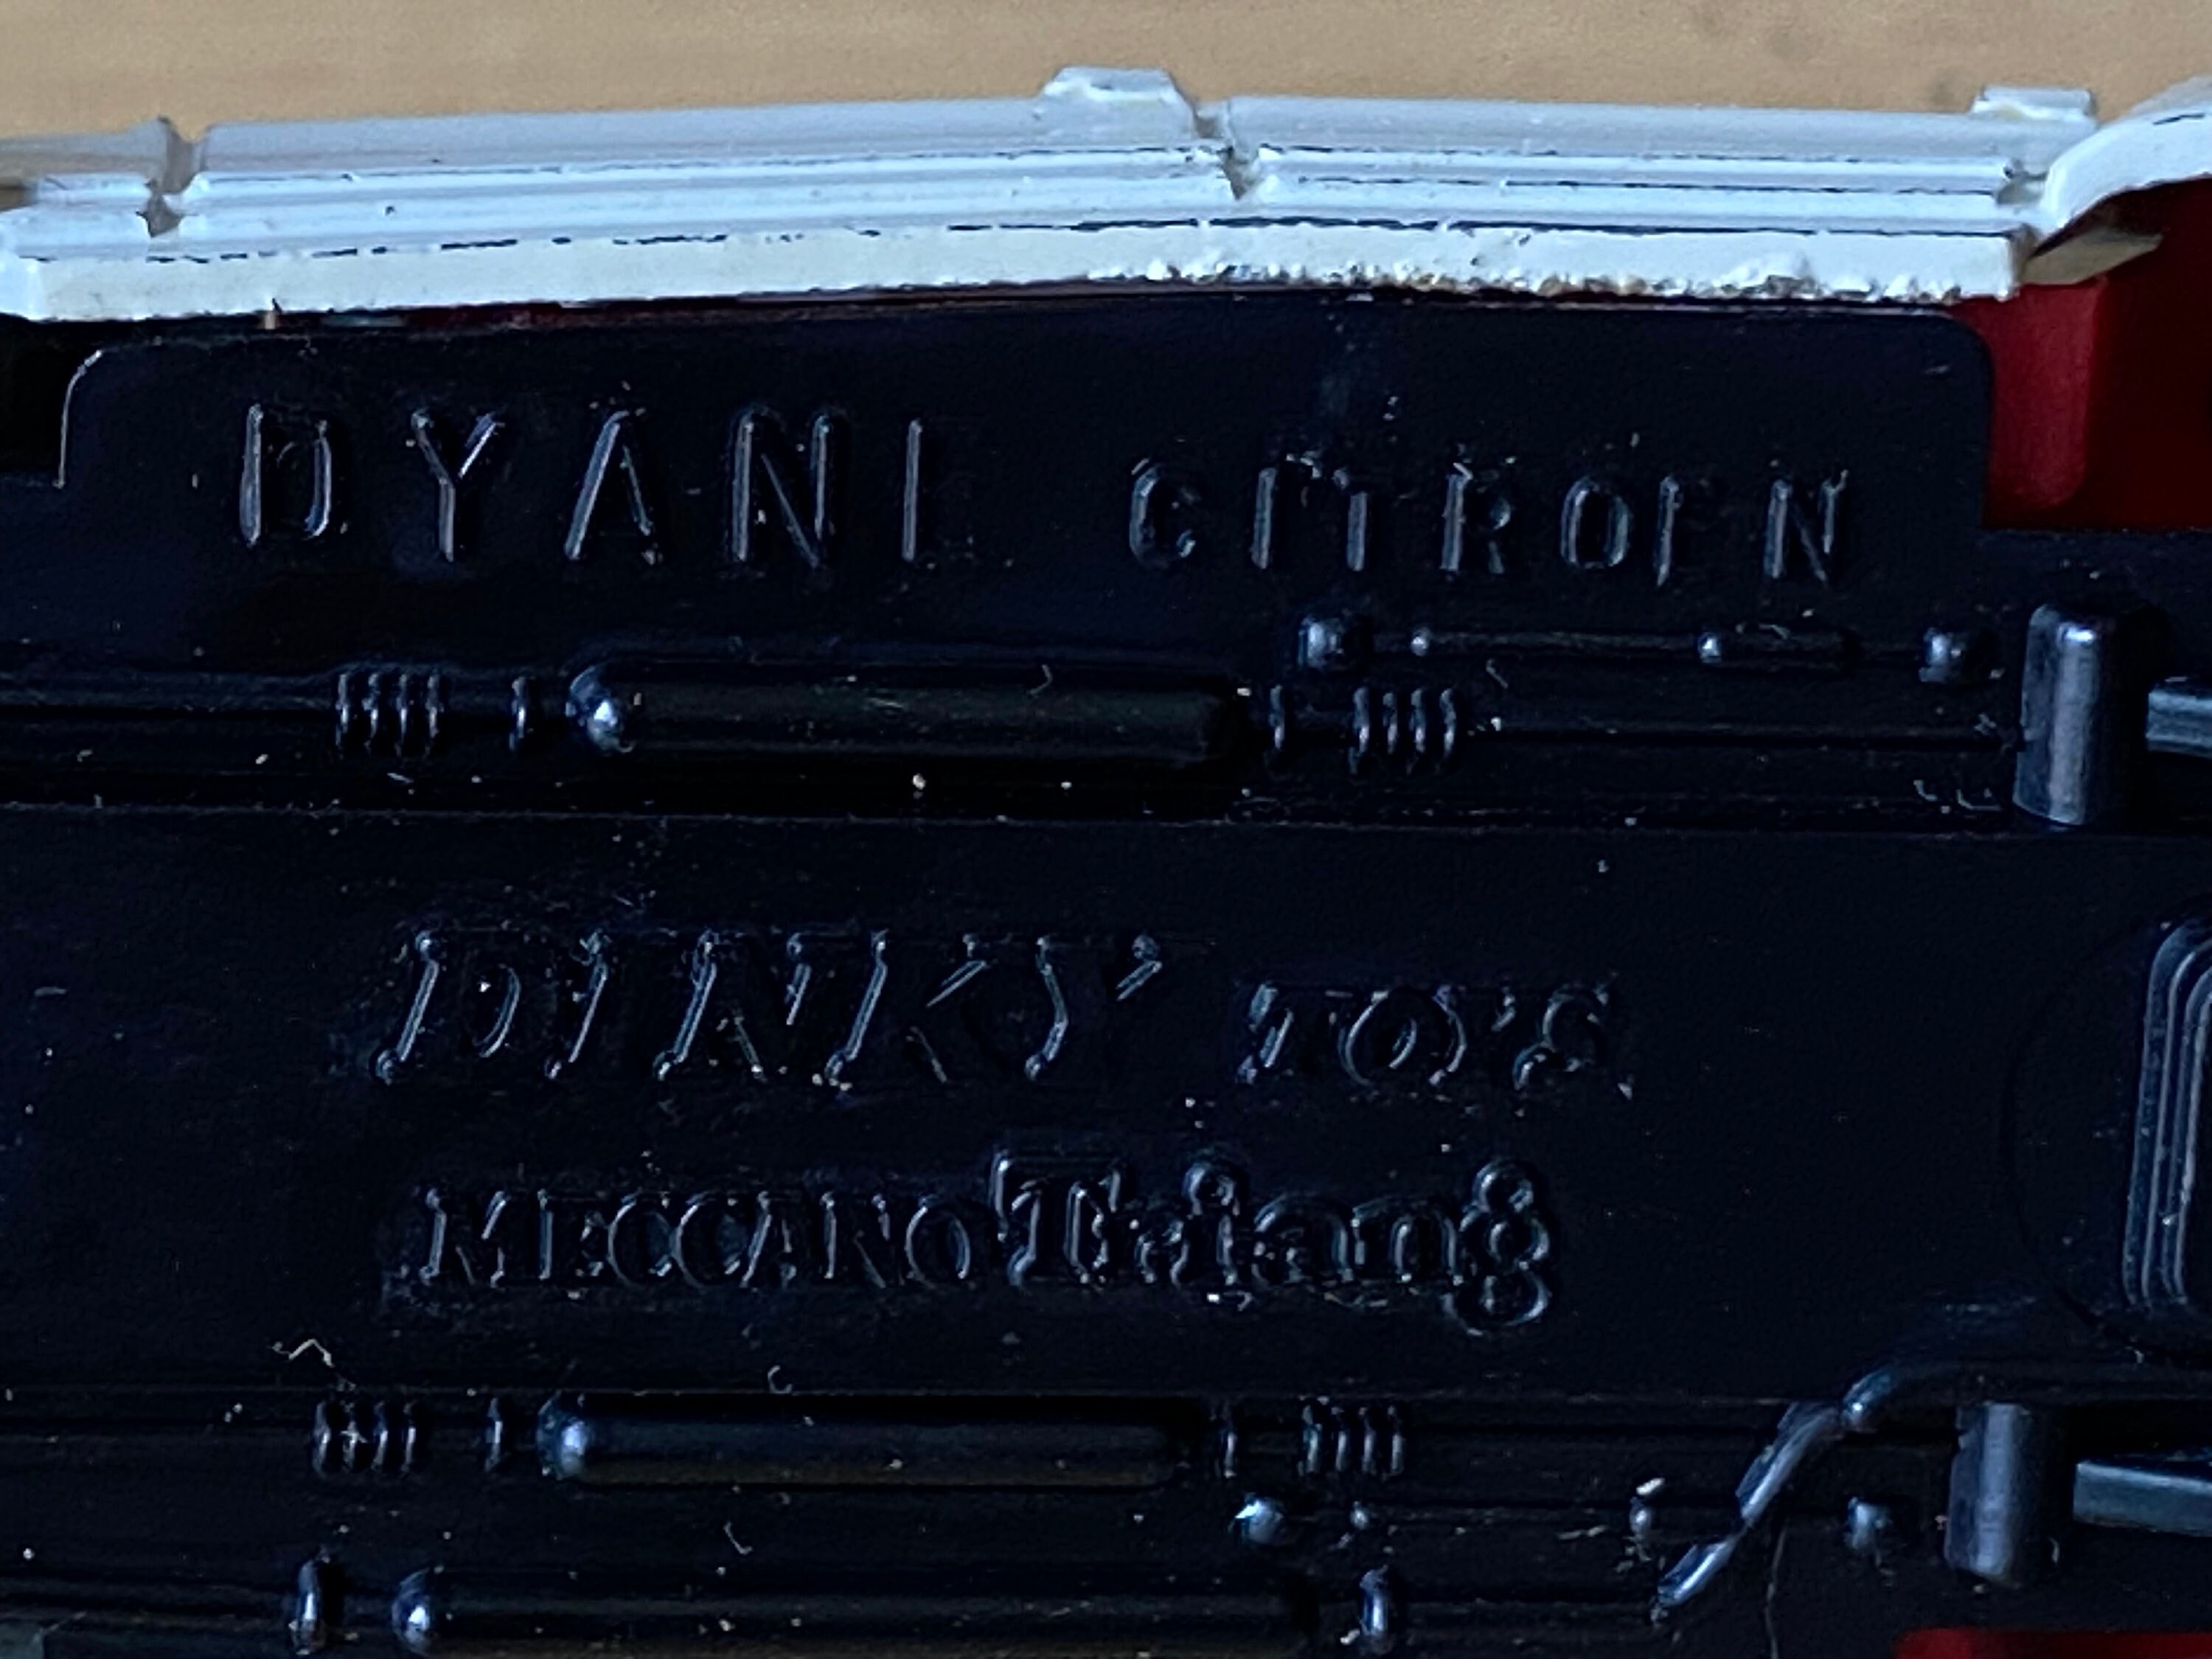 DYANE CITROEN
DINKY TOYS
MECCANO Triang